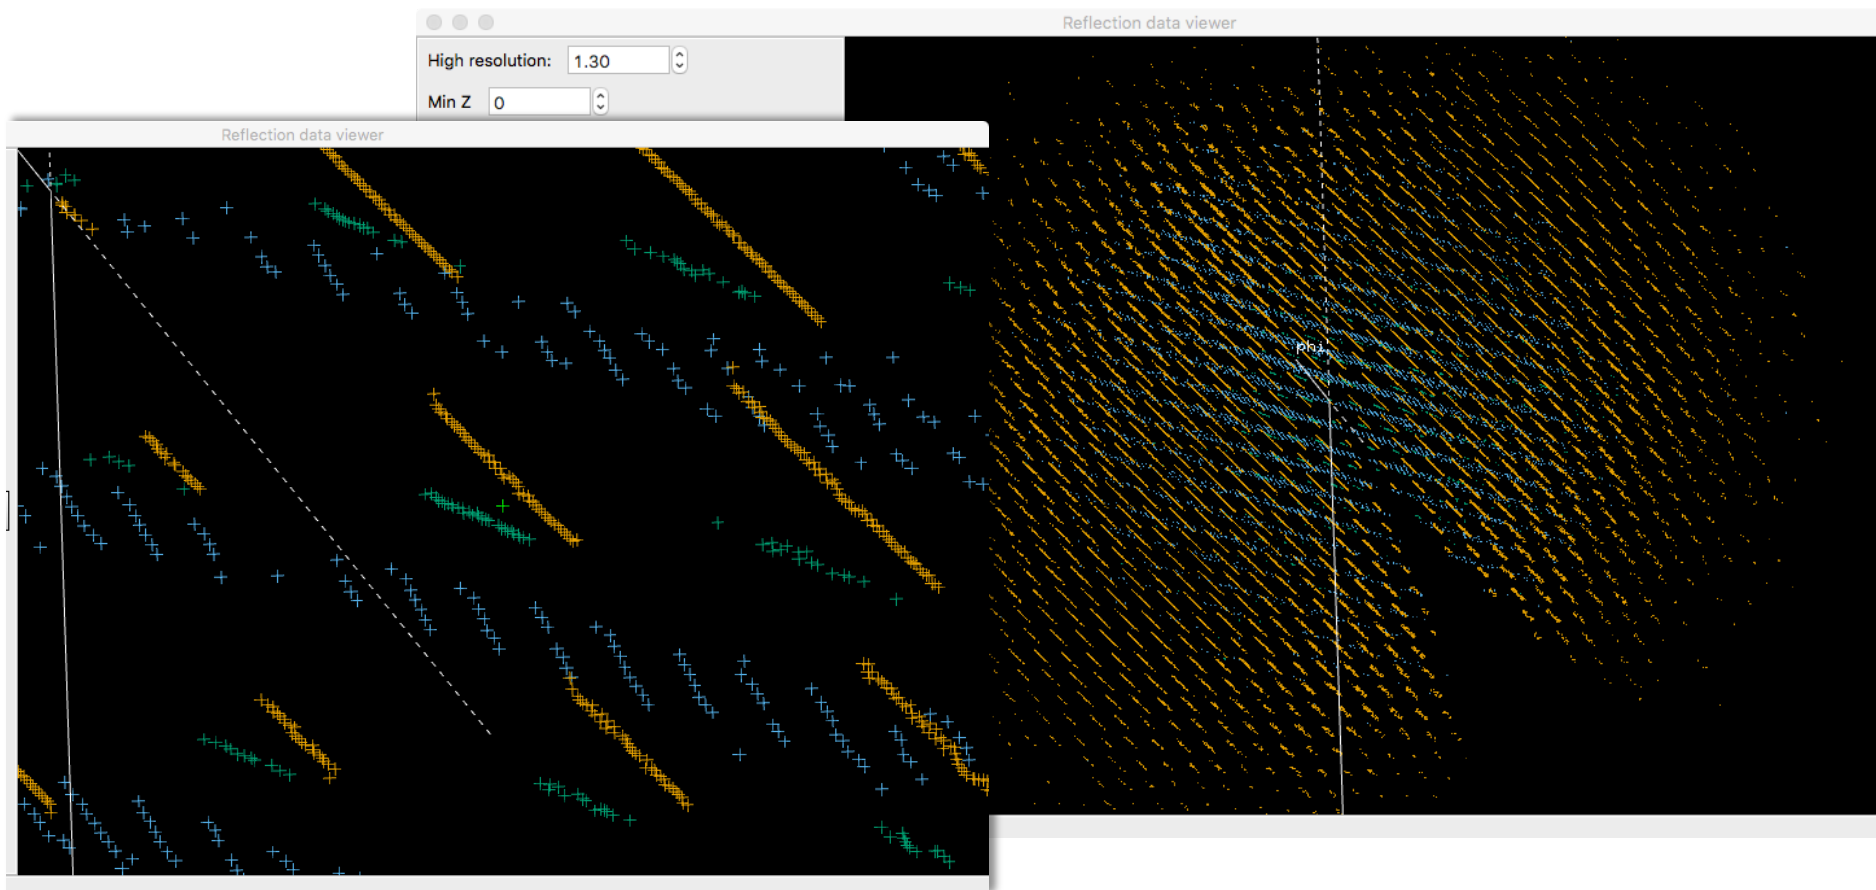 Reflection data viewer
High resolution: 1.30
Min Z 0
Reflection data viewer
phi